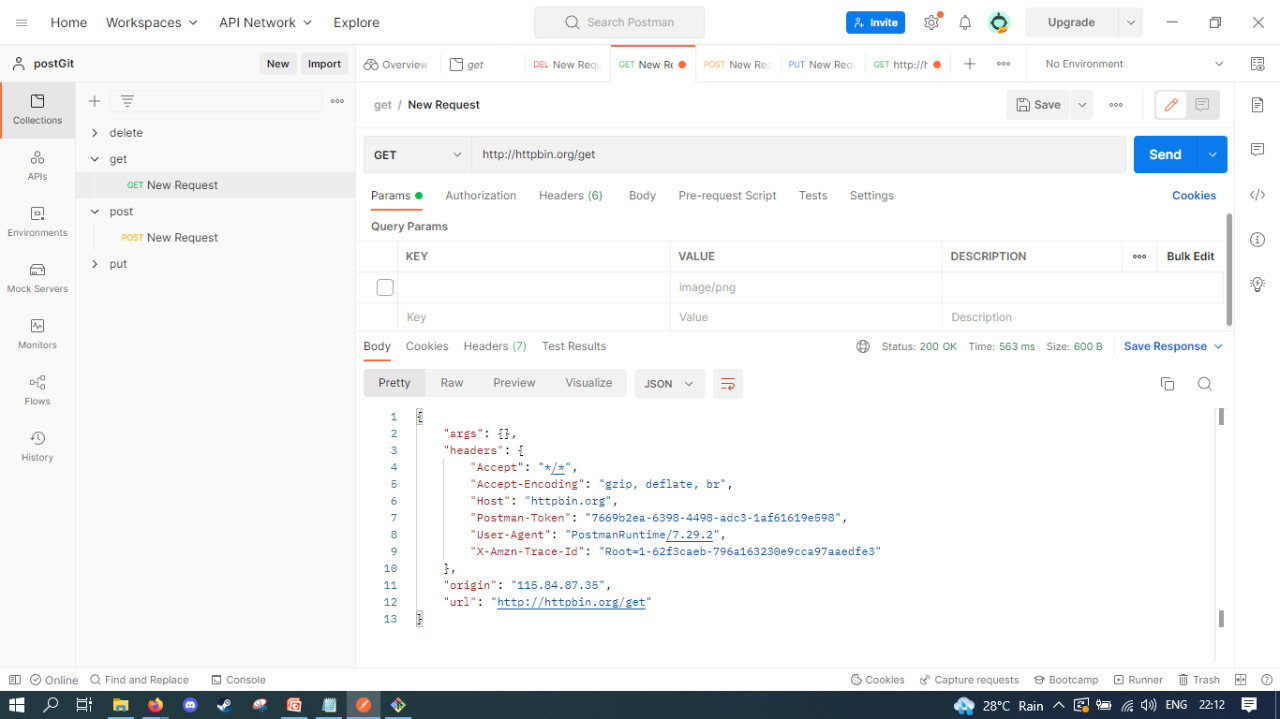 Home Workspaces API Network Explore Search Postman Invite Upgrade
postGit New Import Overview get DEL New Requ GET New Re POST New Rec PUT New Requ GET http://h No Environment
get / New Request Save
Collections
delete
get
GET New Request
post
POST New Request
put
APIs
Environments
Mock Servers
Monitors
Flows
History
GET http://httpbin.org/get Send
Params Authorization Headers (6) Body Pre-request Script Tests Settings Cookies
Query Params
KEY VALUE DESCRIPTION Bulk Edit
image/png
Key Value Description
Body Cookies Headers (7) Test Results Status: 200 OK Time: 563 ms Size: 600 B Save Response
Pretty Raw Preview Visualize JSON
1 {
2 "args": {},
3 "headers": {
4 "Accept": "*/*",
5 "Accept-Encoding": "gzip, deflate, br",
6 "Host": "httpbin.org",
7 "Postman-Token": "7669b2ea-6398-4498-adc3-1af61619e598",
8 "User-Agent": "PostmanRuntime/7.29.2",
9 "X-Amzn-Trace-Id": "Root=1-62f3caeb-796a163230e9cca97aaedfe3"
10 },
11 "origin": "115.84.87.35",
12 "url": "http://httpbin.org/get"
13 }
Online Find and Replace Console Cookies Capture requests Bootcamp Runner Trash
28°C Rain ENG 22:12